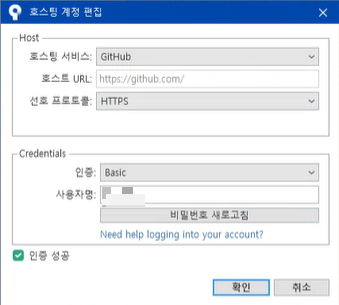 호스팅 계정 편집
Host
호스팅 서비스: GitHub
호스트 URL: https://github.com/
선호 프로토콜: HTTPS
Credentials
인증: Basic
사용자명:
비밀번호 새로고침
Need help logging into your account?
인증 성공
확인 취소